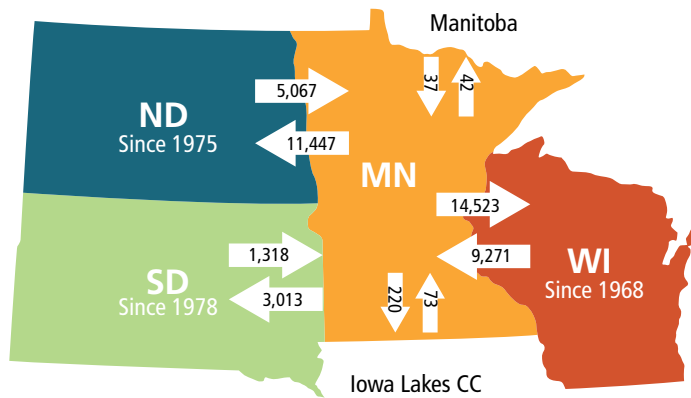 Manitoba
5,067
37
42
ND
Since 1975
11,447
MN
14,523
1,318
9,271
WI
Since 1968
SD
Since 1978
3,013
220
73
Iowa Lakes CC